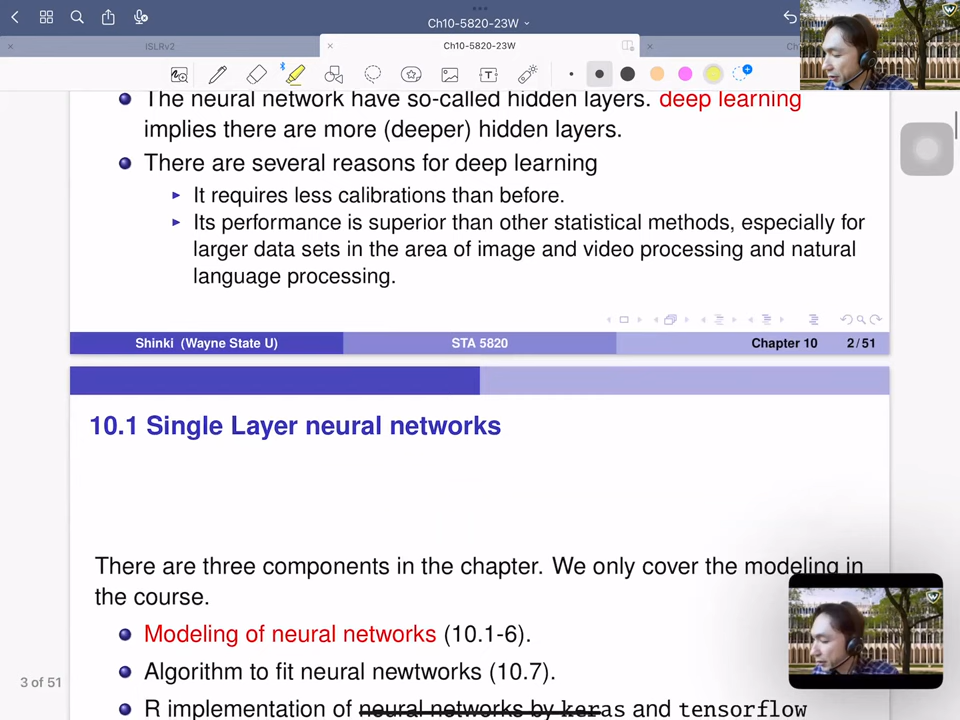 Ch10-5820-23W
ISLRv2
Ch10-5820-23W
Ch
The neural network have so-called hidden layers. deep learning
implies there are more (deeper) hidden layers.
There are several reasons for deep learning
It requires less calibrations than before.
Its performance is superior than other statistical methods, especially for
larger data sets in the area of image and video processing and natural
language processing.
Shinki (Wayne State U) STA 5820 Chapter 10 2/51
10.1 Single Layer neural networks
There are three components in the chapter. We only cover the modeling in
the course.
Modeling of neural networks (10.1-6).
Algorithm to fit neural newtworks (10.7).
3 of 51
R implementation of neural networks by keras and tensorflow